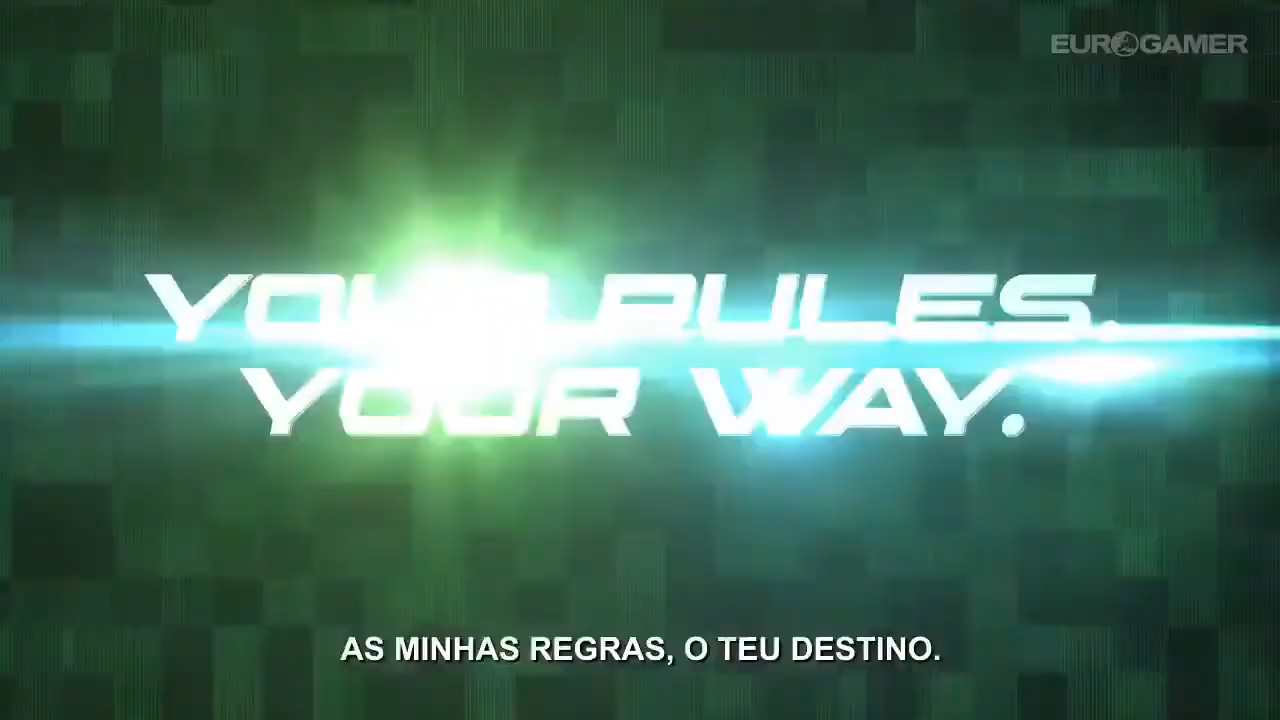 EUROGAMER
YOUR RULES.
YOUR WAY.
AS MINHAS REGRAS, O TEU DESTINO.